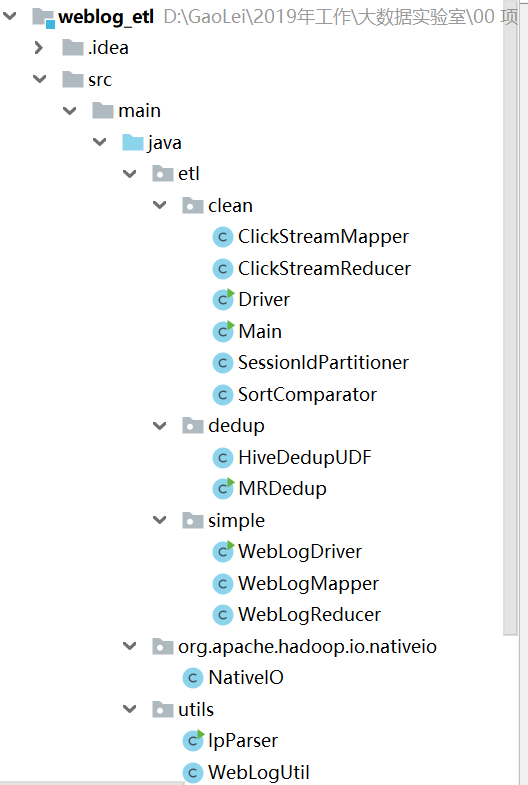 weblog_etl D:\GaoLei\2019年工作\大数据实验室\00 项
.idea
src
main
java
etl
clean
ClickStreamMapper
ClickStreamReducer
Driver
Main
SessionIdPartitioner
SortComparator
dedup
HiveDedupUDF
MRDedup
simple
WebLogDriver
WebLogMapper
WebLogReducer
org.apache.hadoop.io.nativeio
NativeIO
utils
IpParser
WebLogUtil